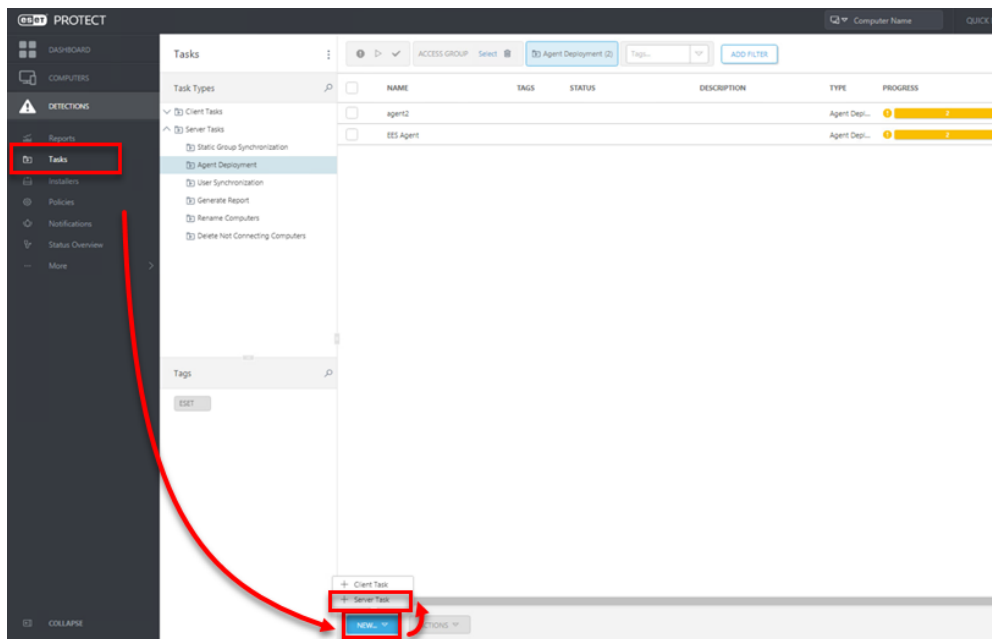 eset PROTECT
Computer Name
QUICK
DASHBOARD
COMPUTERS
DETECTIONS
Reports
Tasks
Installers
Policies
Notifications
Status Overview
More
COLLAPSE
Tasks
Task Types
Client Tasks
Server Tasks
Static Group Synchronization
Agent Deployment
User Synchronization
Generate Report
Rename Computers
Delete Not Connecting Computers
Tags
ESET
ACCESS GROUP Select
Agent Deployment (2)
Tags...
ADD FILTER
NAME TAGS STATUS DESCRIPTION TYPE PROGRESS
agent2 Agent Depl... 2
EES Agent Agent Depl... 2
Client Task
Server Task
NEW...
CTIONS